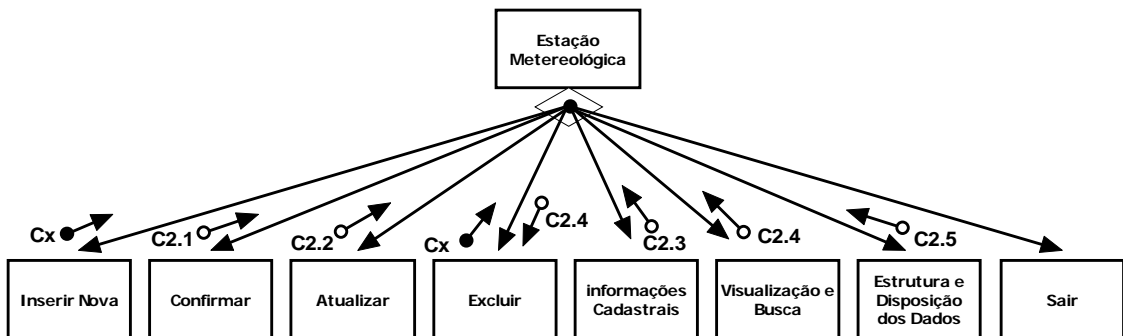 Estação
Metereológica
Cx
C2.1
C2.2
Cx
C2.4
C2.3
C2.4
C2.5
Inserir Nova
Confirmar
Atualizar
Excluir
informações
Cadastrais
Visualização e
Busca
Estrutura e
Disposição
dos Dados
Sair